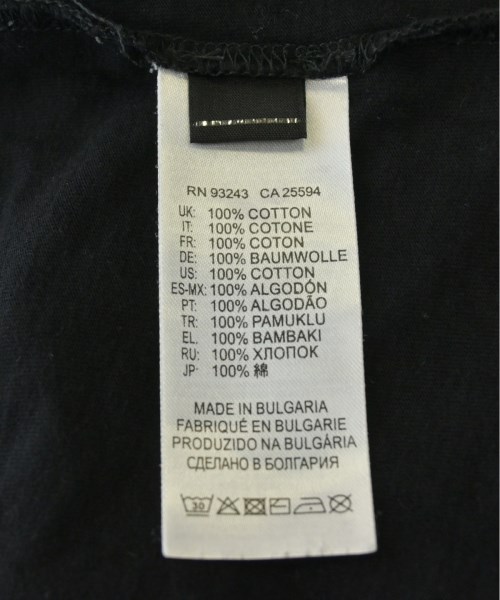 RN 93243 CA 25594
UK: 100% COTTON
IT: 100% COTONE
FR: 100% COTON
DE: 100% BAUMWOLLE
US: 100% COTTON
ES-MX: 100% ALGODÓN
PT: 100% ALGODÃO
TR: 100% PAMUKLU
EL: 100% BAMBAKI
RU: 100% ХЛОПОК
JP: 100% 綿
MADE IN BULGARIA
FABRIQUÉ EN BULGARIE
PRODUZIDO NA BULGÁRIA
СДЕЛАНО В БОЛГАРИЯ
30